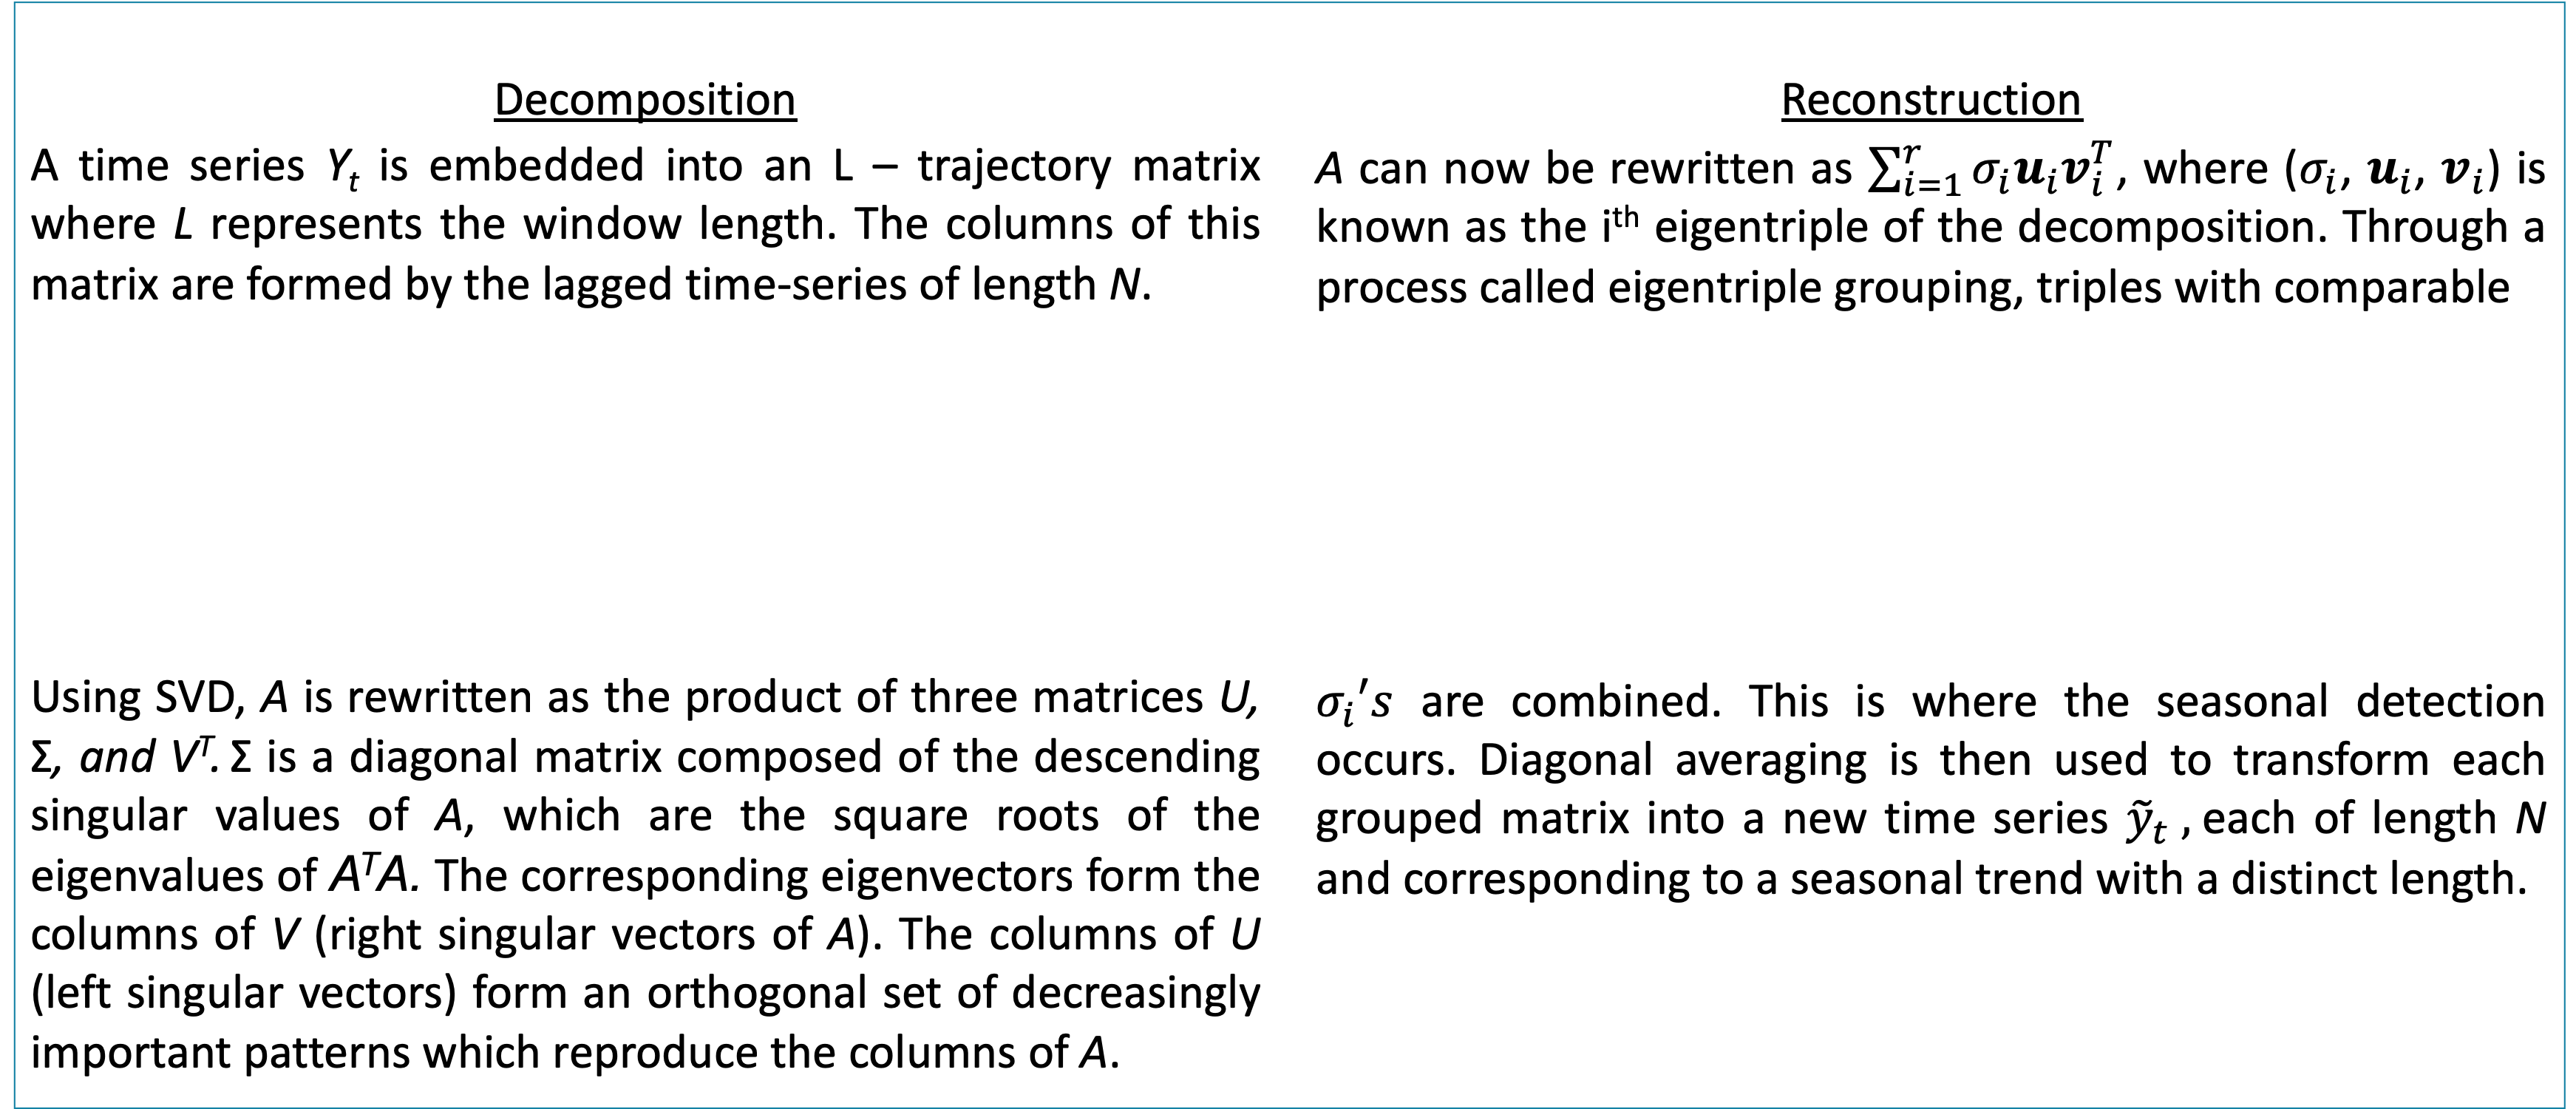 Decomposition
A time series Yₜ is embedded into an L – trajectory matrix
where L represents the window length. The columns of this
matrix are formed by the lagged time-series of length N.
Using SVD, A is rewritten as the product of three matrices U,
Σ, and Vᵀ. Σ is a diagonal matrix composed of the descending
singular values of A, which are the square roots of the
eigenvalues of AᵀA. The corresponding eigenvectors form the
columns of V (right singular vectors of A). The columns of U
(left singular vectors) form an orthogonal set of decreasingly
important patterns which reproduce the columns of A.
Reconstruction
A can now be rewritten as ∑ʳᵢ₌₁ σᵢ𝒖ᵢ𝒗ᵢᵀ, where (σᵢ, 𝒖ᵢ, 𝒗ᵢ) is
known as the iᵗʰ eigentriple of the decomposition. Through a
process called eigentriple grouping, triples with comparable
σᵢ's are combined. This is where the seasonal detection
occurs. Diagonal averaging is then used to transform each
grouped matrix into a new time series ỹₜ , each of length N
and corresponding to a seasonal trend with a distinct length.